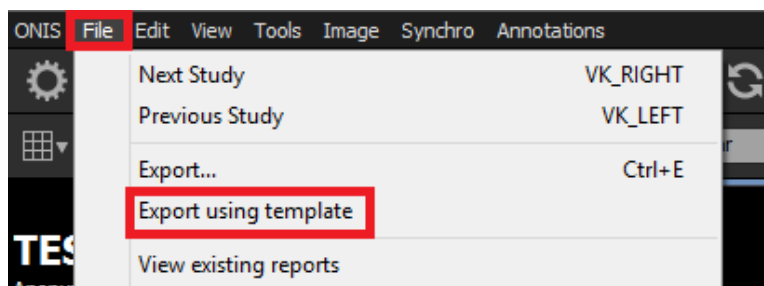 ONIS File Edit View Tools Image Synchro Annotations
Next Study VK_RIGHT
Previous Study VK_LEFT
Export... Ctrl+E
Export using template
TES
View existing reports